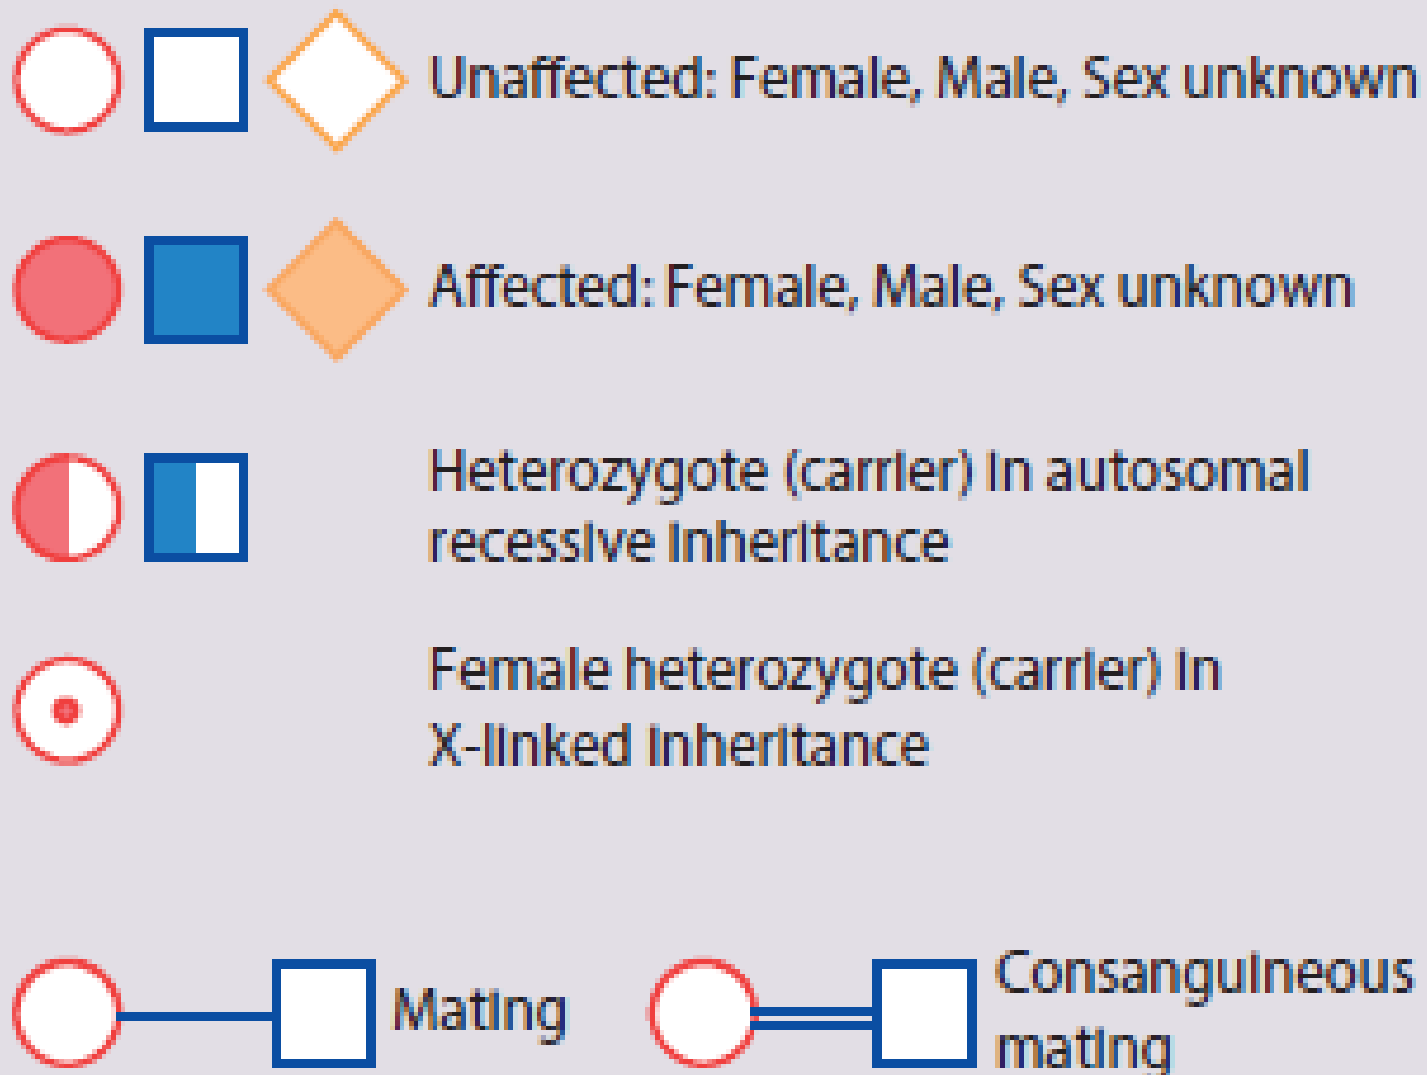 Unaffected: Female, Male, Sex unknown
Affected: Female, Male, Sex unknown
Heterozygote (carrier) in autosomal
recessive inheritance
Female heterozygote (carrier) in
X-linked inheritance
Mating
Consanguineous
mating